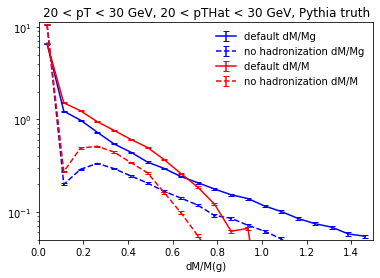 20 < pT < 30 GeV, 20 < pTHat < 30 GeV, Pythia truth
default dM/Mg
no hadronization dM/Mg
default dM/M
no hadronization dM/M
10¹
10⁰
10⁻¹
0.0 0.2 0.4 0.6 0.8 1.0 1.2 1.4
dM/M(g)